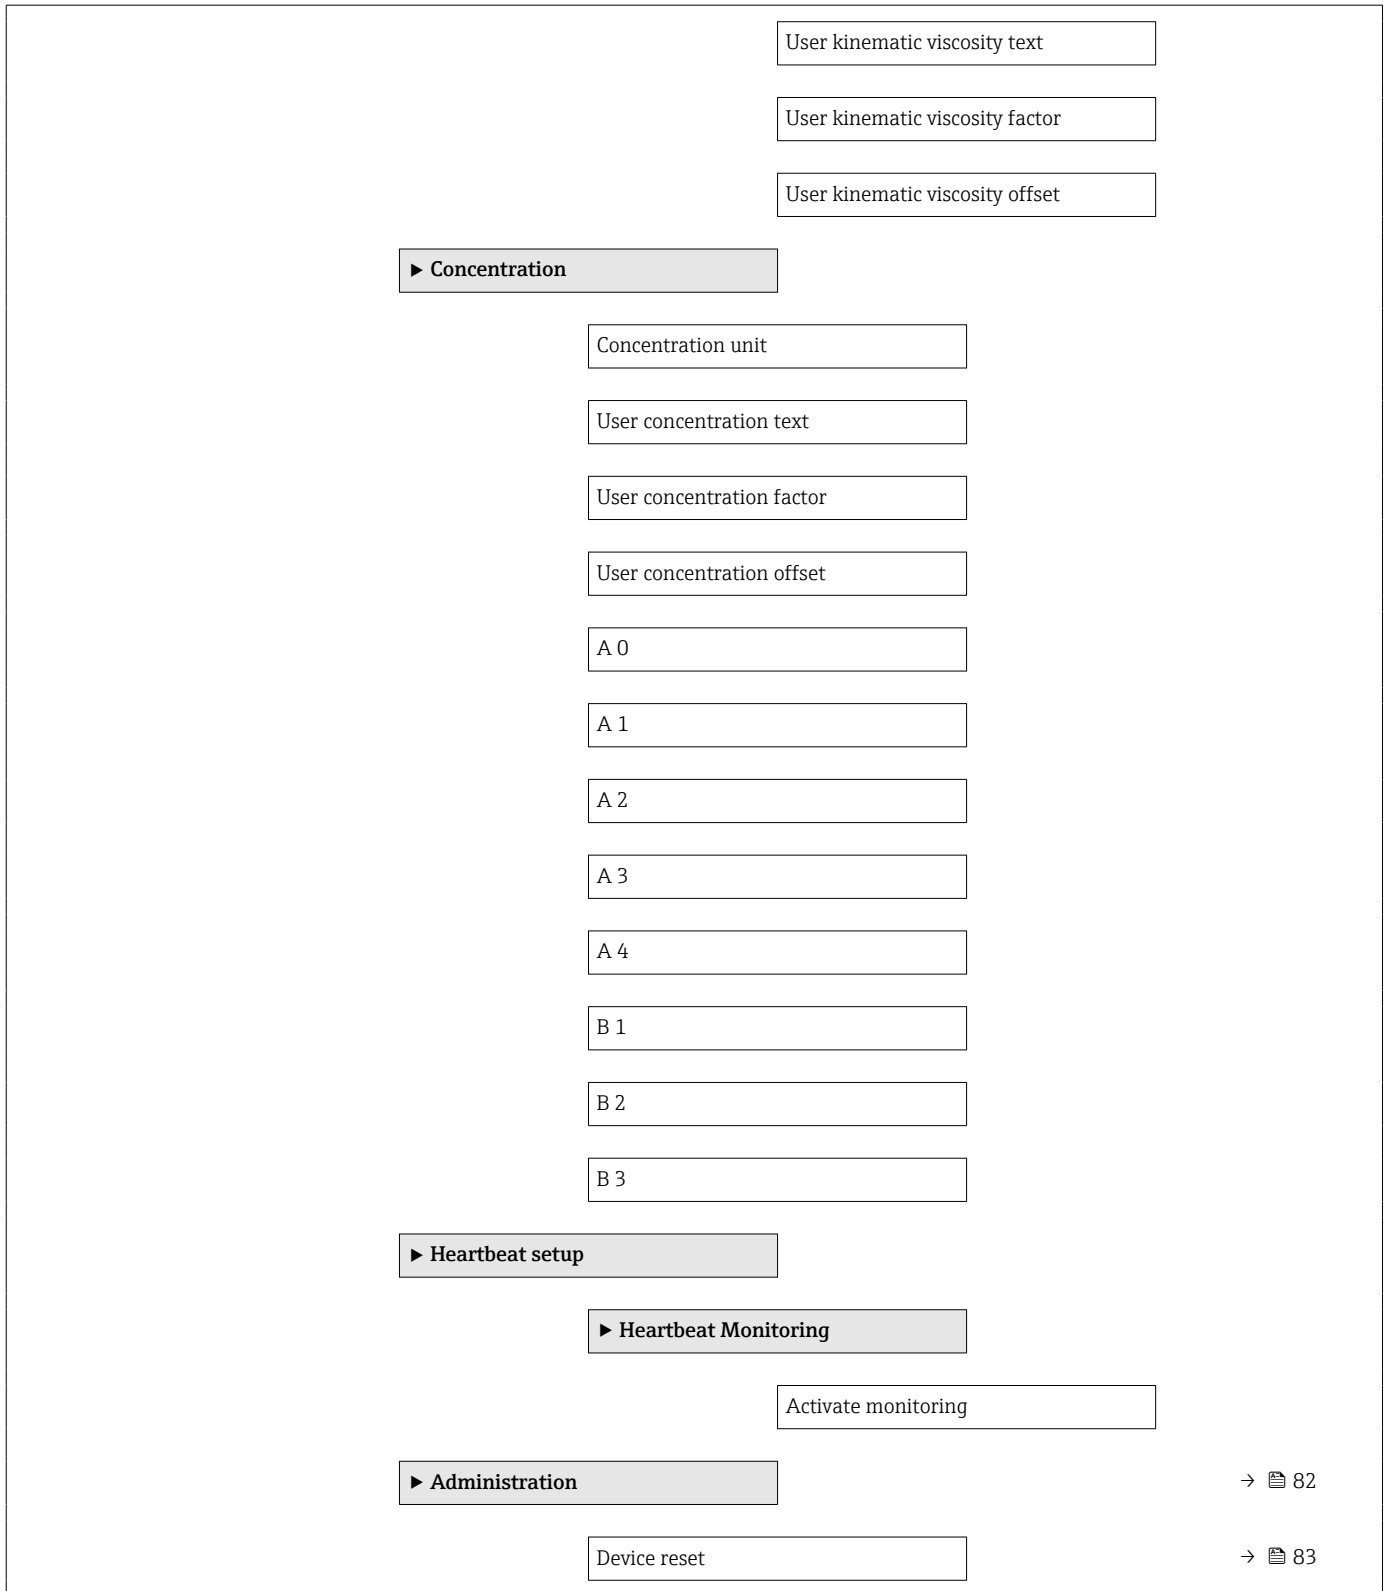 User kinematic viscosity text
User kinematic viscosity factor
User kinematic viscosity offset
▶ Concentration
Concentration unit
User concentration text
User concentration factor
User concentration offset
A 0
A 1
A 2
A 3
A 4
B 1
B 2
B 3
▶ Heartbeat setup
▶ Heartbeat Monitoring
Activate monitoring
▶ Administration → 82
Device reset → 83